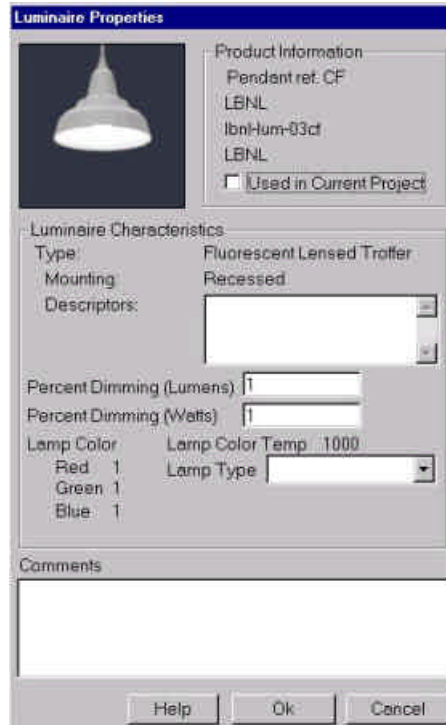 Luminaire Properties
Product Information
Pendant ref. CF
LBNL
lbnllum-03cf
LBNL
Used in Current Project
Luminaire Characteristics
Type: Fluorescent Lensed Troffer
Mounting: Recessed
Descriptors:
Percent Dimming (Lumens) 1
Percent Dimming (Watts) 1
Lamp Color Lamp Color Temp 1000
Red 1 Lamp Type
Green 1
Blue 1
Comments
Help Ok Cancel